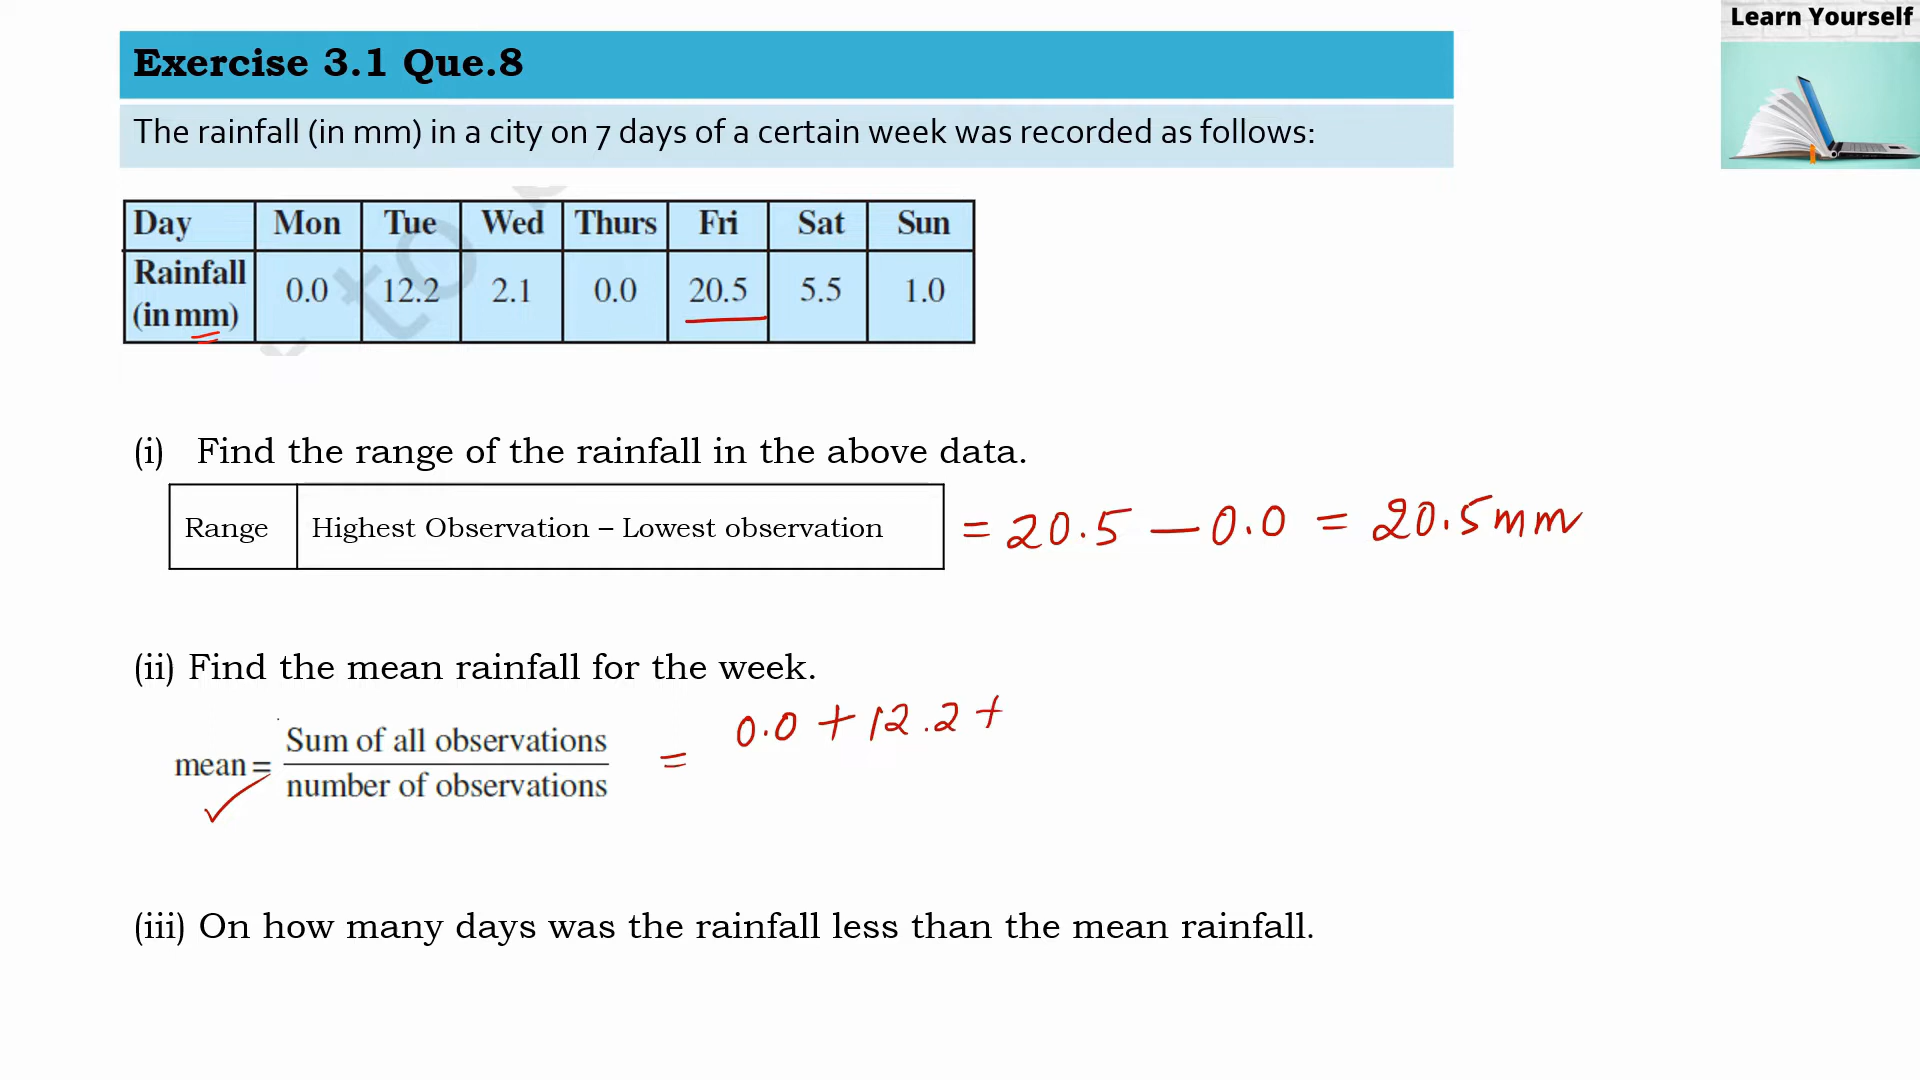 Learn Yourself
Exercise 3.1 Que.8
The rainfall (in mm) in a city on 7 days of a certain week was recorded as follows:
Day Mon Tue Wed Thurs Fri Sat Sun
Rainfall (in mm) 0.0 12.2 2.1 0.0 20.5 5.5 1.0
(i) Find the range of the rainfall in the above data.
Range Highest Observation – Lowest observation = 20.5 – 0.0 = 20.5 mm
(ii) Find the mean rainfall for the week.
mean = Sum of all observations / number of observations = 0.0 + 12.2 +
(iii) On how many days was the rainfall less than the mean rainfall.